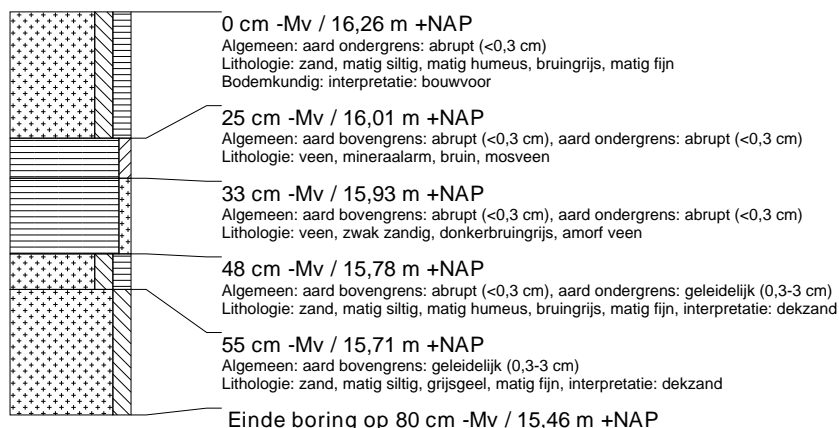 0 cm -Mv / 16,26 m +NAP
Algemeen: aard ondergrens: abrupt (<0,3 cm)
Lithologie: zand, matig siltig, matig humeus, bruingrijs, matig fijn
Bodemkundig: interpretatie: bouwvoor
25 cm -Mv / 16,01 m +NAP
Algemeen: aard bovengrens: abrupt (<0,3 cm), aard ondergrens: abrupt (<0,3 cm)
Lithologie: veen, mineraalarm, bruin, mosveen
33 cm -Mv / 15,93 m +NAP
Algemeen: aard bovengrens: abrupt (<0,3 cm), aard ondergrens: abrupt (<0,3 cm)
Lithologie: veen, zwak zandig, donkerbruingrijs, amorf veen
48 cm -Mv / 15,78 m +NAP
Algemeen: aard bovengrens: abrupt (<0,3 cm), aard ondergrens: geleidelijk (0,3-3 cm)
Lithologie: zand, matig siltig, matig humeus, bruingrijs, matig fijn, interpretatie: dekzand
55 cm -Mv / 15,71 m +NAP
Algemeen: aard bovengrens: geleidelijk (0,3-3 cm)
Lithologie: zand, matig siltig, grijsgeel, matig fijn, interpretatie: dekzand
Einde boring op 80 cm -Mv / 15,46 m +NAP